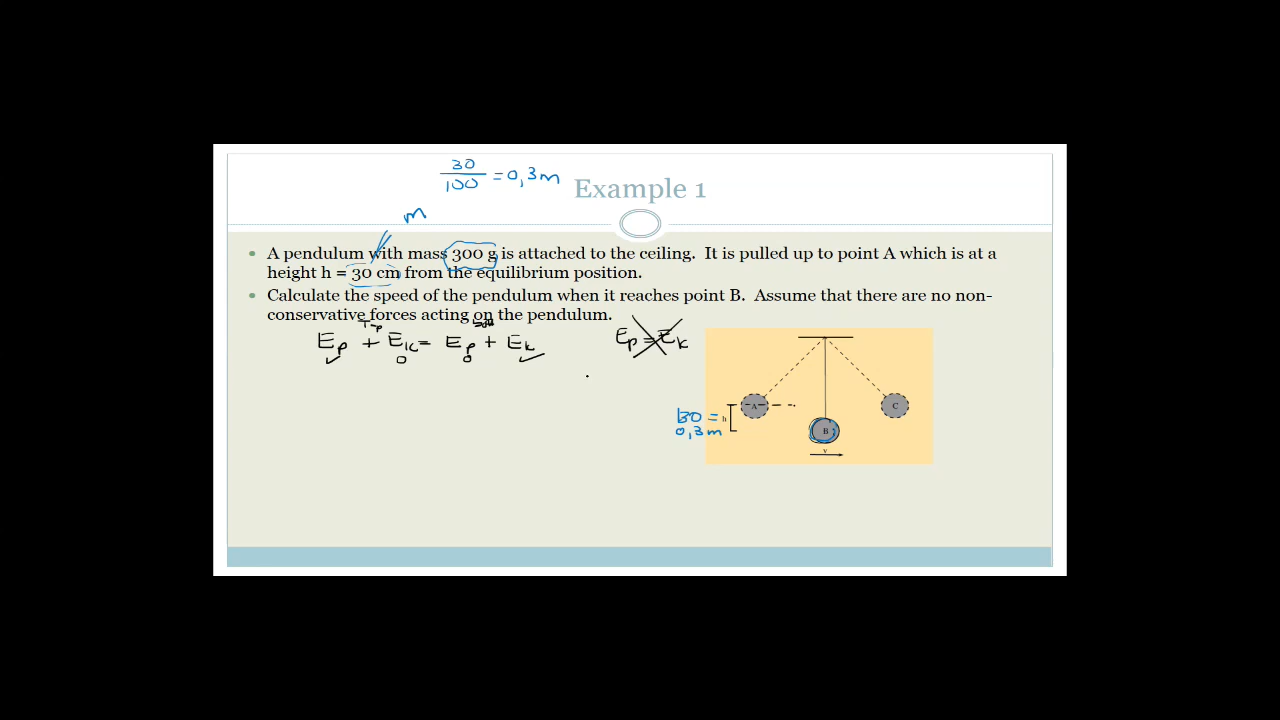 30
100 = 0,3m
Example 1
m
A pendulum with mass 300 g is attached to the ceiling. It is pulled up to point A which is at a
height h = 30 cm from the equilibrium position.
Calculate the speed of the pendulum when it reaches point B. Assume that there are no non-
conservative forces acting on the pendulum.
Top
Ep + Ek = Ep + Ek
0 0
Ep = Ek
A
C
30 = h
0,3 m
B
v